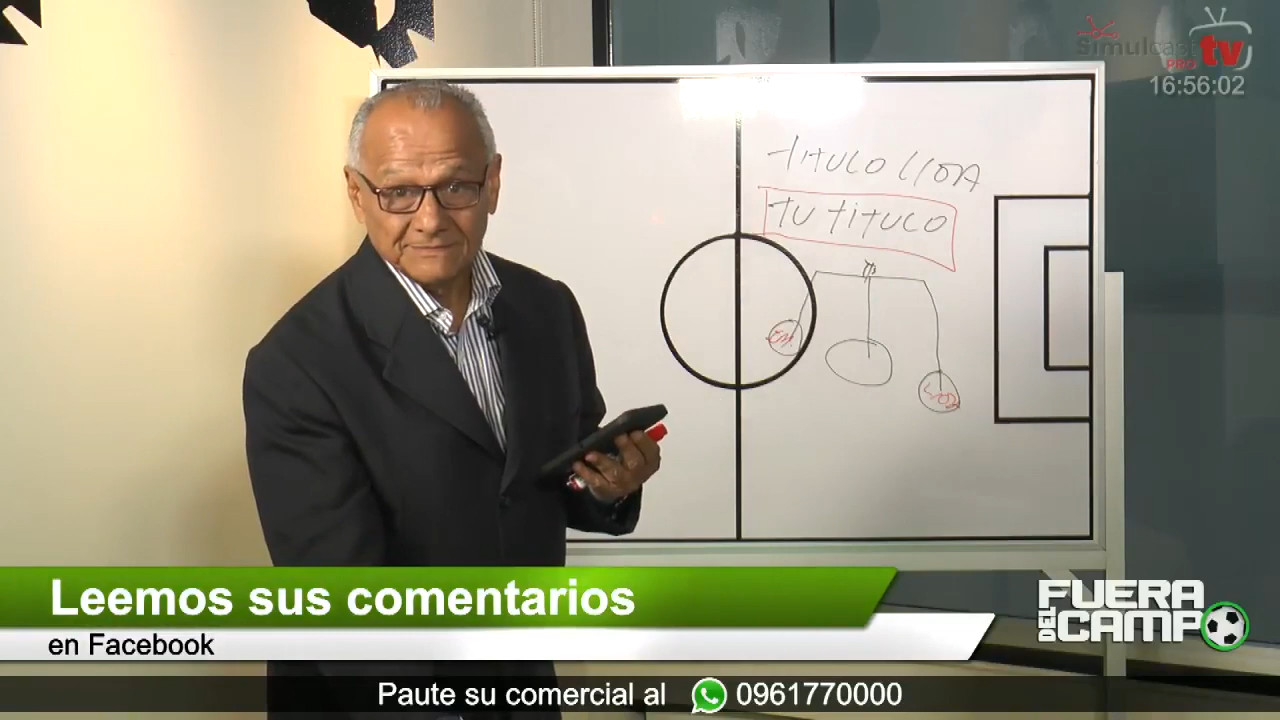 Simulcast tv
PRO
16:56:02
TITULO
TU TITULO
Leemos sus comentarios
en Facebook
FUERA
DEL CAMPO
Paute su comercial al 0961770000